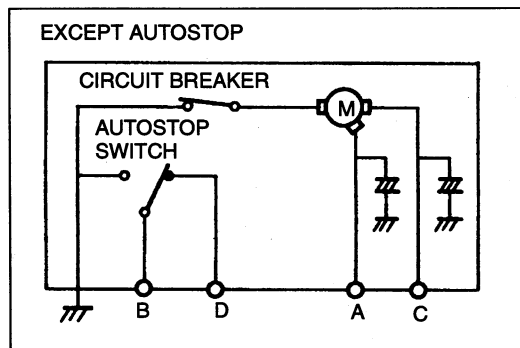 EXCEPT AUTOSTOP
CIRCUIT BREAKER
M
AUTOSTOP
SWITCH
B D A C